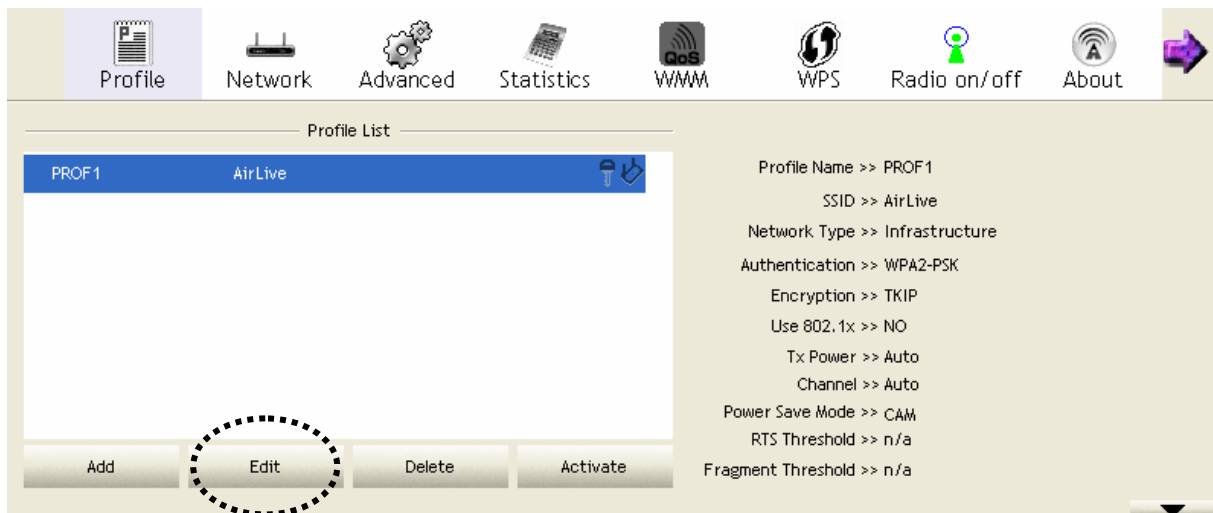 Profile Network Advanced Statistics WMM WPS Radio on/off About
QoS
Profile List
PROF1 AirLive
Add Edit Delete Activate
Profile Name >> PROF1
SSID >> AirLive
Network Type >> Infrastructure
Authentication >> WPA2-PSK
Encryption >> TKIP
Use 802.1x >> NO
Tx Power >> Auto
Channel >> Auto
Power Save Mode >> CAM
RTS Threshold >> n/a
Fragment Threshold >> n/a